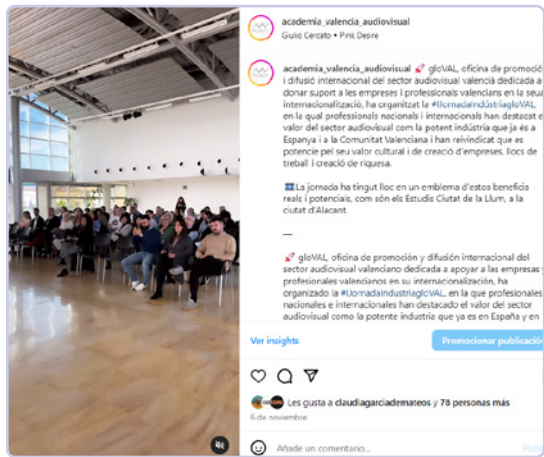 academia_valencia_audiovisual
Giulio Cercato • Pink Desire
academia_valencia_audiovisual 🚀 gloVAL, oficina de promoció
i difusió internacional del sector audiovisual valencià dedicada a
donar suport a les empreses i professionals valencians en la seua
internacionalització, ha organitzat la #IJornadaIndústriagloVAL,
en la qual professionals nacionals i internacionals han destacat e
valor del sector audiovisual com la potent indústria que ja és a
Espanya i a la Comunitat Valenciana i han reivindicat que es
potencie pel seu valor cultural i de creació d'empreses, llocs de
treball i creació de riquesa.
🎞️La jornada ha tingut lloc en un emblema d'estos beneficis
reals i potencials, com són els Estudis Ciutat de la Llum, a la
ciutat d'Alacant.
—
🚀 gloVAL, oficina de promoción y difusión internacional del
sector audiovisual valenciano dedicada a apoyar a las empresas y
profesionales valencianos en su internacionalización, ha
organizado la #IJornadaIndustriagloVAL, en la que profesionales
nacionales e internacionales han destacado el valor del sector
audiovisual como la potente industria que ya es en España y en
Ver insights
Promocionar publicación
Les gusta a claudiagarciademateos y 78 personas más
6 de noviembre
Añade un comentario...
Publ